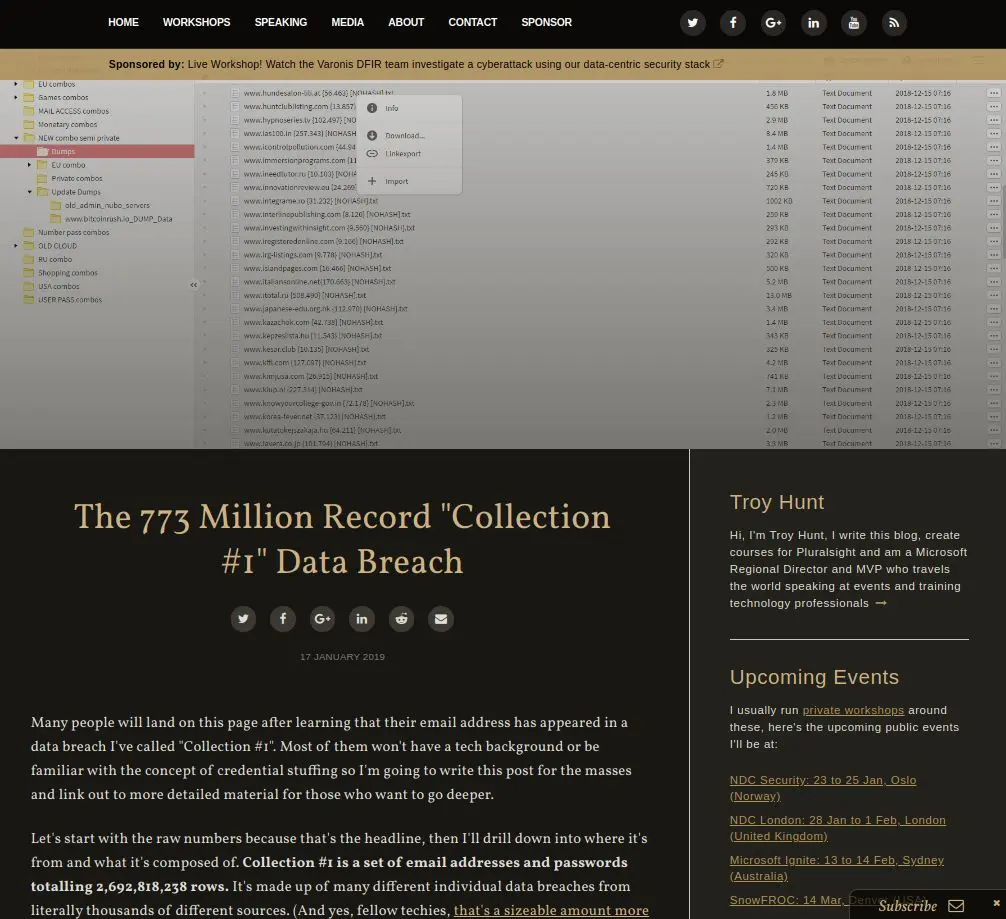 HOME WORKSHOPS SPEAKING MEDIA ABOUT CONTACT SPONSOR
Sponsored by: Live Workshop! Watch the Varonis DFIR team investigate a cyberattack using our data-centric security stack
EU combos
Games combos
MAIL ACCESS combos
Monetary combos
NEW combo semi private
Dumps
EU combo
Private combos
Update Dumps
old_admin_nubo_servers
www.bitcoinrush.io_DUMP_Data
Number pass combos
OLD CLOUD
RU combo
Shopping combos
USA combos
USER PASS combos
Info
Download...
Linkexport
Import
www.hundesalon-lili.at {56.463} [NOHASH].txt 1.8 MB Text Document 2018-12-15 07:16
www.huntclublisting.com {13.857} 456 KB Text Document 2018-12-15 07:16
www.hypnoseries.tv {102.497} [NOHASH 2.9 MB Text Document 2018-12-15 07:16
www.ias100.in {257.343} [NOHASH 8.4 MB Text Document 2018-12-15 07:16
www.icontrolpollution.com {44.94 1.4 MB Text Document 2018-12-15 07:16
www.immersionprograms.com {11 379 KB Text Document 2018-12-15 07:16
www.ineedtutor.ru {10.103} [NOH 245 KB Text Document 2018-12-15 07:16
www.innovationreview.eu {24.269} 720 KB Text Document 2018-12-15 07:16
www.integrame.ro {31.232} [NOHASH].txt 1002 KB Text Document 2018-12-15 07:16
www.interlinepublishing.com {8.126} [NOHASH].txt 259 KB Text Document 2018-12-15 07:16
www.investingwithinsight.com {9.560} [NOHASH].txt 293 KB Text Document 2018-12-15 07:16
www.iregisteredonline.com {9.166} [NOHASH].txt 292 KB Text Document 2018-12-15 07:16
www.irg-listings.com {9.778} [NOHASH].txt 320 KB Text Document 2018-12-15 07:16
www.islandpages.com {16.466} [NOHASH].txt 550 KB Text Document 2018-12-15 07:16
www.italiansonline.net {170.663} [NOHASH].txt 5.2 MB Text Document 2018-12-15 07:16
www.itotal.ru {508.490} [NOHASH].txt 13.0 MB Text Document 2018-12-15 07:16
www.japanese-edu.org.hk {112.970} [NOHASH].txt 3.4 MB Text Document 2018-12-15 07:16
www.kazachok.com {42.738} [NOHASH].txt 1.4 MB Text Document 2018-12-15 07:16
www.kepzeslista.hu {11.543} [NOHASH].txt 343 KB Text Document 2018-12-15 07:16
www.kesar.club {10.135} [NOHASH].txt 325 KB Text Document 2018-12-15 07:16
www.kffl.com {127.097} [NOHASH].txt 4.2 MB Text Document 2018-12-15 07:16
www.kimjusa.com {26.915} [NOHASH].txt 741 KB Text Document 2018-12-15 07:16
www.kiup.nl {227.314} [NOHASH].txt 7.1 MB Text Document 2018-12-15 07:16
www.knowyourcollege-gov.in {72.178} [NOHASH].txt 2.3 MB Text Document 2018-12-15 07:16
www.korea-fever.net {37.123} [NOHASH].txt 1.2 MB Text Document 2018-12-15 07:16
www.kutatokejszakaja.hu {64.211} [NOHASH].txt 2.0 MB Text Document 2018-12-15 07:16
www.lavera.co.jp {101.794} [NOHASH].txt 3.3 MB Text Document 2018-12-15 07:16
The 773 Million Record "Collection
#1" Data Breach
17 JANUARY 2019
Many people will land on this page after learning that their email address has appeared in a
data breach I've called "Collection #1". Most of them won't have a tech background or be
familiar with the concept of credential stuffing so I'm going to write this post for the masses
and link out to more detailed material for those who want to go deeper.
Let's start with the raw numbers because that's the headline, then I'll drill down into where it's
from and what it's composed of. Collection #1 is a set of email addresses and passwords
totalling 2,692,818,238 rows. It's made up of many different individual data breaches from
literally thousands of different sources. (And yes, fellow techies, that's a sizeable amount more
Troy Hunt
Hi, I'm Troy Hunt, I write this blog, create
courses for Pluralsight and am a Microsoft
Regional Director and MVP who travels
the world speaking at events and training
technology professionals →
Upcoming Events
I usually run private workshops around
these, here's the upcoming public events
I'll be at:
NDC Security: 23 to 25 Jan, Oslo
(Norway)
NDC London: 28 Jan to 1 Feb, London
(United Kingdom)
Microsoft Ignite: 13 to 14 Feb, Sydney
(Australia)
SnowFROC: 14 Mar, Denver (USA)
Subscribe